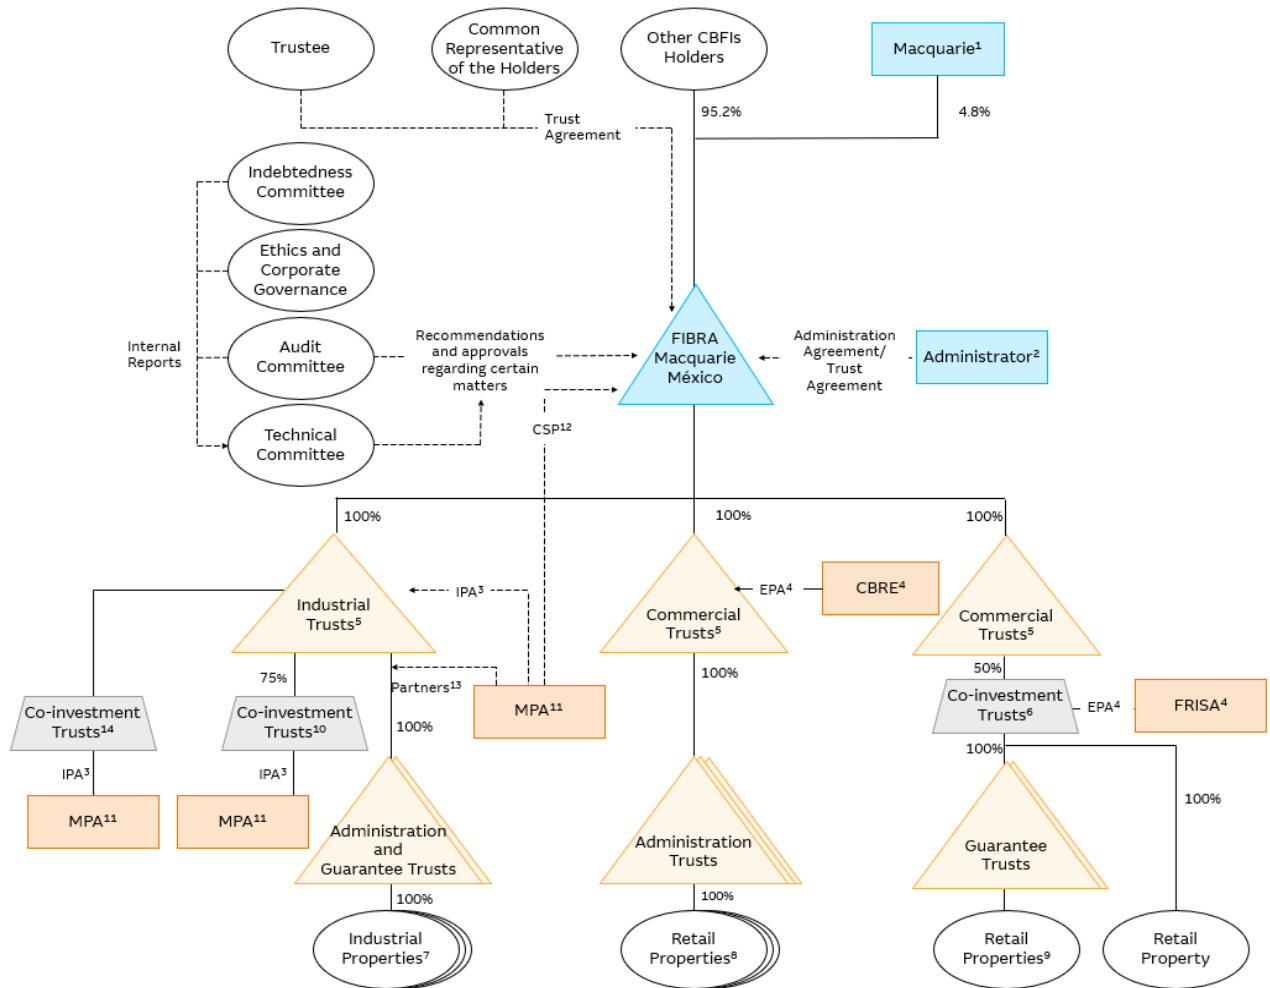 Trustee
Common
Representative
of the Holders
Other CBFIs
Holders
Macquarie¹
95.2%
4.8%
Trust
Agreement
Indebtedness
Committee
Ethics and
Corporate
Governance
Internal
Reports
Audit
Committee
Recommendations
and approvals
regarding certain
matters
FIBRA
Macquarie
México
Administration
Agreement/
Trust
Agreement
Administrator²
Technical
Committee
CSP¹²
100%
100%
100%
Industrial
Trusts⁵
IPA³
Commercial
Trusts⁵
EPA⁴
CBRE⁴
Commercial
Trusts⁵
75%
Partners¹³
100%
50%
Co-investment
Trusts¹⁴
Co-investment
Trusts¹⁰
MPA¹¹
100%
Co-investment
Trusts⁶
EPA⁴
FRISA⁴
IPA³
IPA³
100%
100%
MPA¹¹
MPA¹¹
Administration
and
Guarantee Trusts
Administration
Trusts
Guarantee
Trusts
100%
100%
Industrial
Properties⁷
Retail
Properties⁸
Retail
Properties⁹
Retail
Property